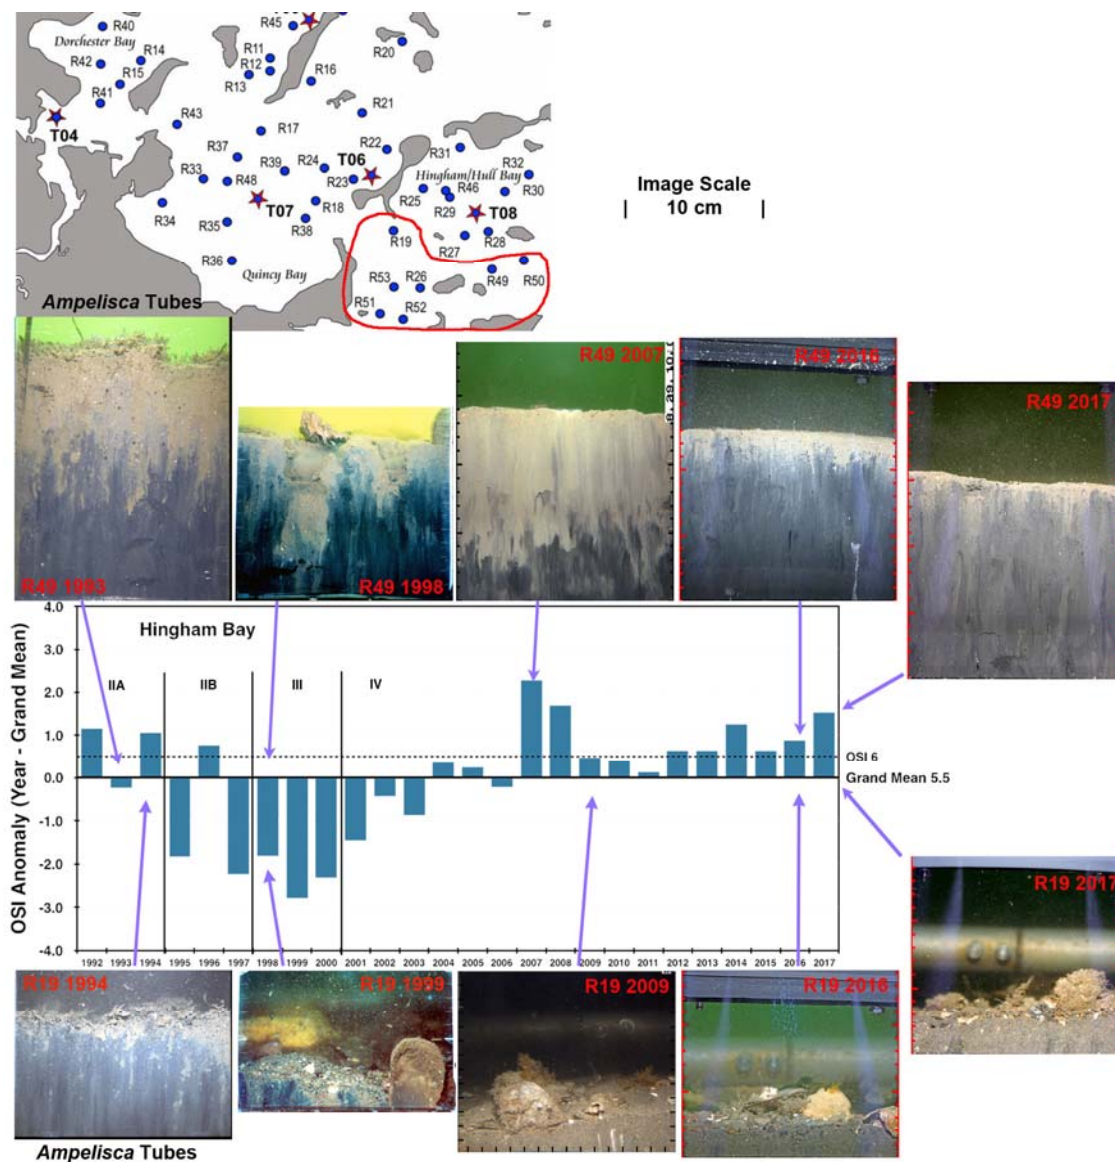 R40
R45
Dorchester Bay
R20
R14
R11
R42
R12
R15
R13
R16
R41
R21
R43
T04
R17
R22
R31
R37
T06
R39
R24
R32
Hingham/Hull Bay
R33
R48
R23
R25
R46
R30
Image Scale
| 10 cm |
R34
T07
R18
R29
T08
R35
R38
R19
R27
R28
R36
Quincy Bay
R53
R26
R49
R50
R51
R52
Ampelisca Tubes
R49 2007
R49 2016
8.29.10.
R49 2017
R49 1993
R49 1998
4.0
Hingham Bay
3.0
IIA
IIB
III
IV
2.0
1.0
OSI 6
0.0
Grand Mean 5.5
-1.0
-2.0
-3.0
-4.0
OSI Anomaly (Year - Grand Mean)
1992 1993 1994 1995 1996 1997 1998 1999 2000 2001 2002 2003 2004 2005 2006 2007 2008 2009 2010 2011 2012 2013 2014 2015 2016 2017
R19 2017
R19 1994
R19 1999
R19 2009
R19 2016
Ampelisca Tubes